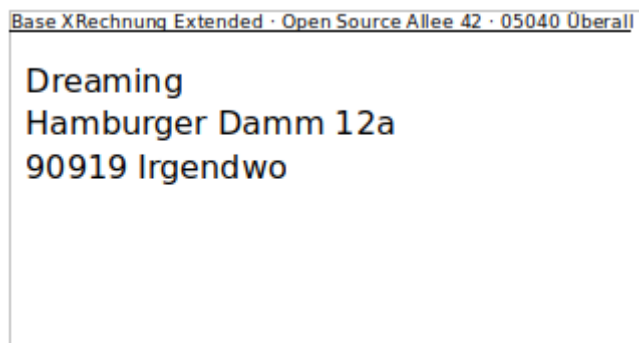 Base XRechnung Extended · Open Source Allee 42 · 05040 Überall
Dreaming
Hamburger Damm 12a
90919 Irgendwo